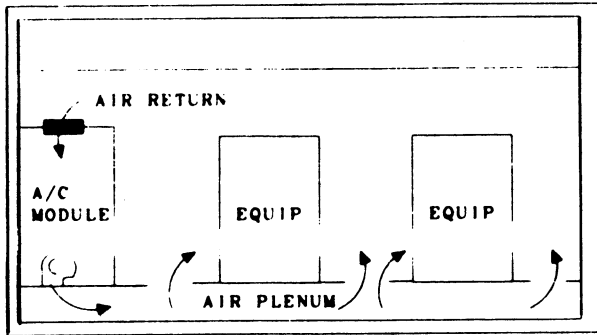 AIR RETURN
A/C
MODULE
EQUIP
EQUIP
AIR PLENUM